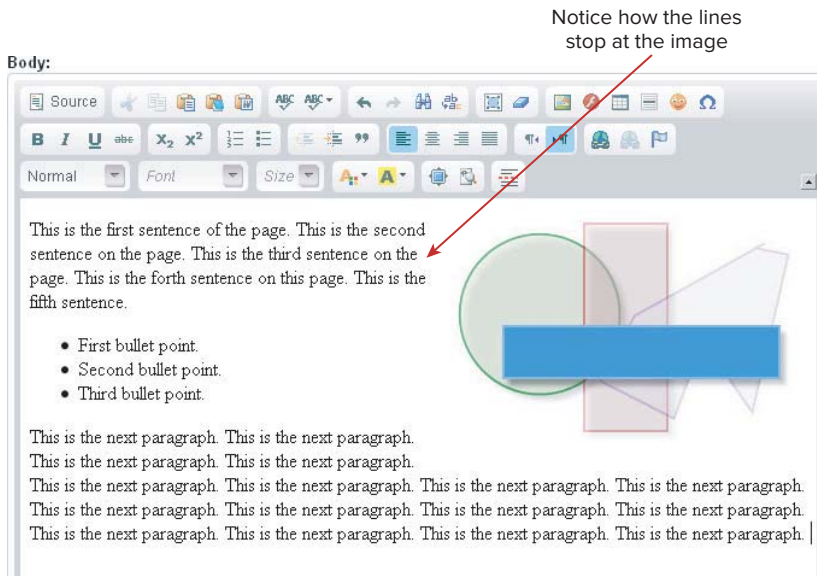 Notice how the lines
stop at the image
Body:
Source
ABC ABC
B I U abc X₂ X² ¶ ¶
Normal Font Size A A
This is the first sentence of the page. This is the second
sentence on the page. This is the third sentence on the
page. This is the forth sentence on this page. This is the
fifth sentence.
• First bullet point.
• Second bullet point.
• Third bullet point.
This is the next paragraph. This is the next paragraph.
This is the next paragraph. This is the next paragraph.
This is the next paragraph. This is the next paragraph. This is the next paragraph. This is the next paragraph.
This is the next paragraph. This is the next paragraph. This is the next paragraph. This is the next paragraph.
This is the next paragraph. This is the next paragraph. This is the next paragraph. This is the next paragraph.